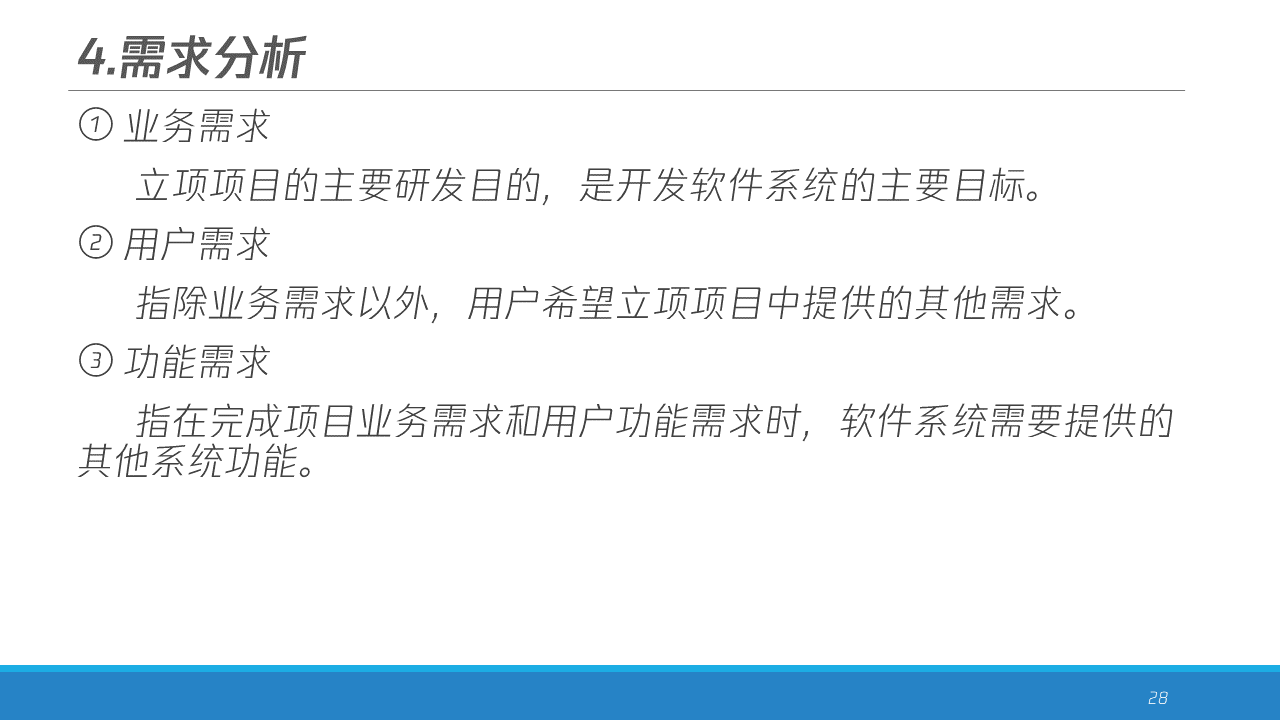 4.需求分析
① 业务需求
立项项目的主要研发目的，是开发软件系统的主要目标。
② 用户需求
指除业务需求以外，用户希望立项项目中提供的其他需求。
③ 功能需求
指在完成项目业务需求和用户功能需求时，软件系统需要提供的
其他系统功能。
28